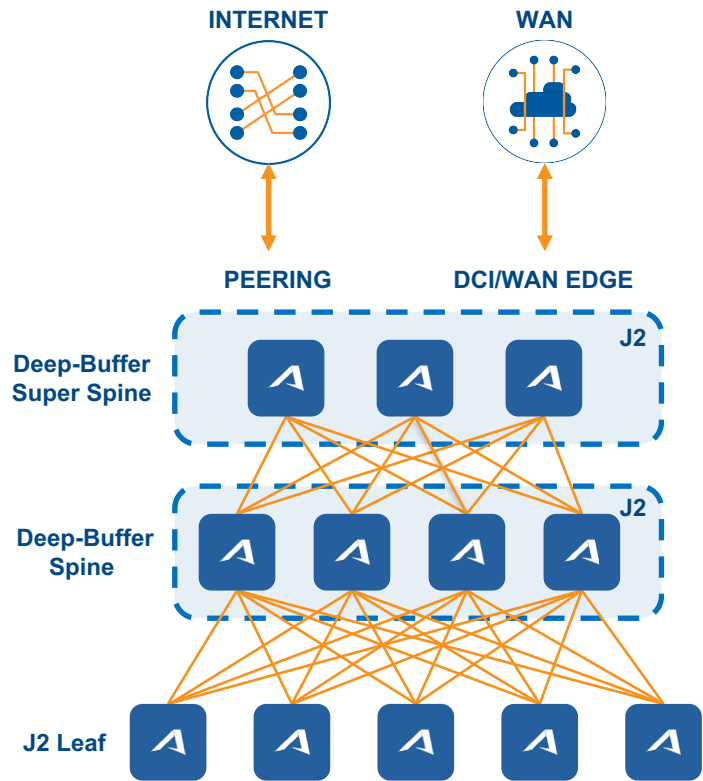 INTERNET
WAN
PEERING
DCI/WAN EDGE
J2
Deep-Buffer
Super Spine
J2
Deep-Buffer
Spine
J2 Leaf